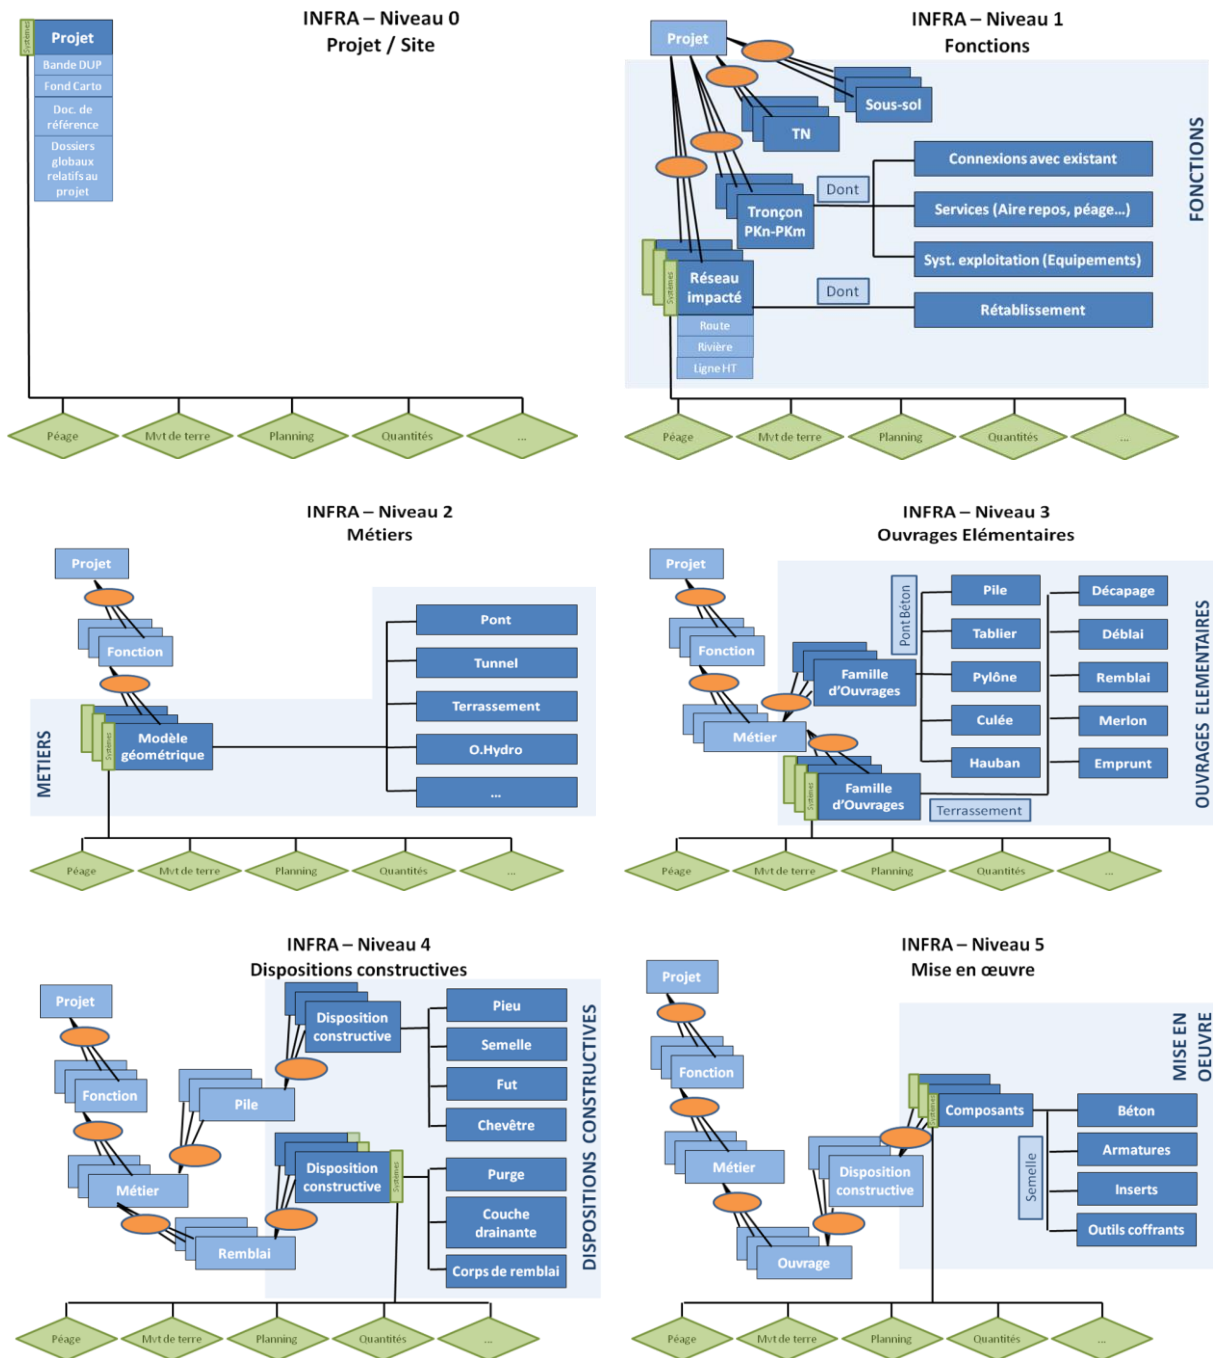 INFRA – Niveau 0
Projet / Site
Systèmes
Projet
Bande DUP
Fond Carto
Doc. de
référence
Dossiers
globaux
relatifs au
projet
Péage
Mvt de terre
Planning
Quantités
...
INFRA – Niveau 1
Fonctions
Projet
Sous-sol
TN
Tronçon
PKn-PKm
Dont
Connexions avec existant
Services (Aire repos, péage...)
Syst. exploitation (Equipements)
Systèmes
Réseau
impacté
Dont
Rétablissement
Route
Rivière
Ligne HT
FONCTIONS
Péage
Mvt de terre
Planning
Quantités
...
INFRA – Niveau 2
Métiers
Projet
Fonction
Systèmes
Modèle
géométrique
Pont
Tunnel
Terrassement
O.Hydro
...
METIERS
Péage
Mvt de terre
Planning
Quantités
...
INFRA – Niveau 3
Ouvrages Elémentaires
Projet
Fonction
Métier
Famille
d'Ouvrages
Pont Béton
Pile
Tablier
Pylône
Culée
Hauban
Décapage
Déblai
Remblai
Merlon
Emprunt
Systèmes
Famille
d'Ouvrages
Terrassement
OUVRAGES ELEMENTAIRES
Péage
Mvt de terre
Planning
Quantités
...
INFRA – Niveau 4
Dispositions constructives
Projet
Fonction
Métier
Pile
Remblai
Disposition
constructive
Pieu
Semelle
Fut
Chevêtre
Disposition
constructive
Systèmes
Purge
Couche
drainante
Corps de remblai
DISPOSITIONS CONSTRUCTIVES
Péage
Mvt de terre
Planning
Quantités
...
INFRA – Niveau 5
Mise en œuvre
Projet
Fonction
Métier
Ouvrage
Disposition
constructive
Systèmes
Composants
Semelle
Béton
Armatures
Inserts
Outils coffrants
MISE EN
OEUVRE
Péage
Mvt de terre
Planning
Quantités
...